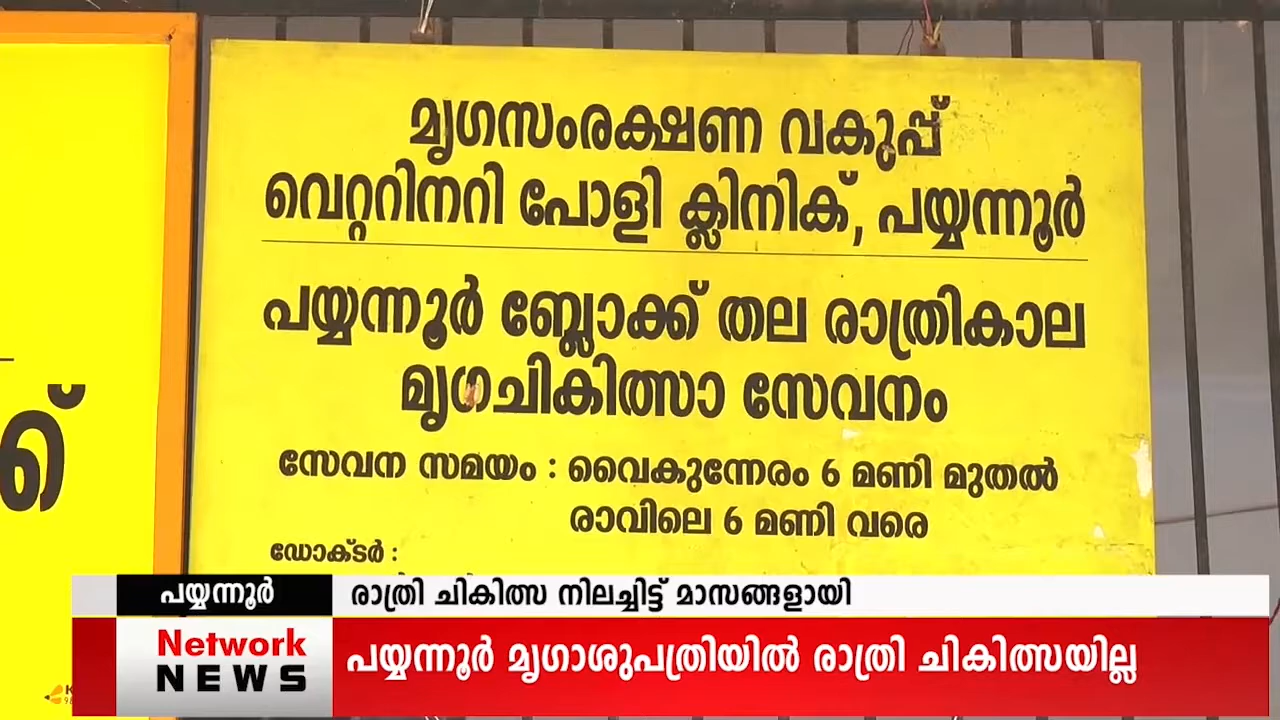 മൃഗസംരക്ഷണ വകുപ്പ്
വെറ്ററിനറി പോളി ക്ലിനിക്, പയ്യന്നൂർ
പയ്യന്നൂർ ബ്ലോക്ക് തല രാത്രികാല
മൃഗചികിത്സാ സേവനം
സേവന സമയം : വൈകുന്നേരം 6 മണി മുതൽ
രാവിലെ 6 മണി വരെ
ഡോക്ടർ :
പയ്യന്നൂർ
രാത്രി ചികിത്സ നിലച്ചിട്ട് മാസങ്ങളായി
Network
NEWS
പയ്യന്നൂർ മൃഗാശുപത്രിയിൽ രാത്രി ചികിത്സയില്ല